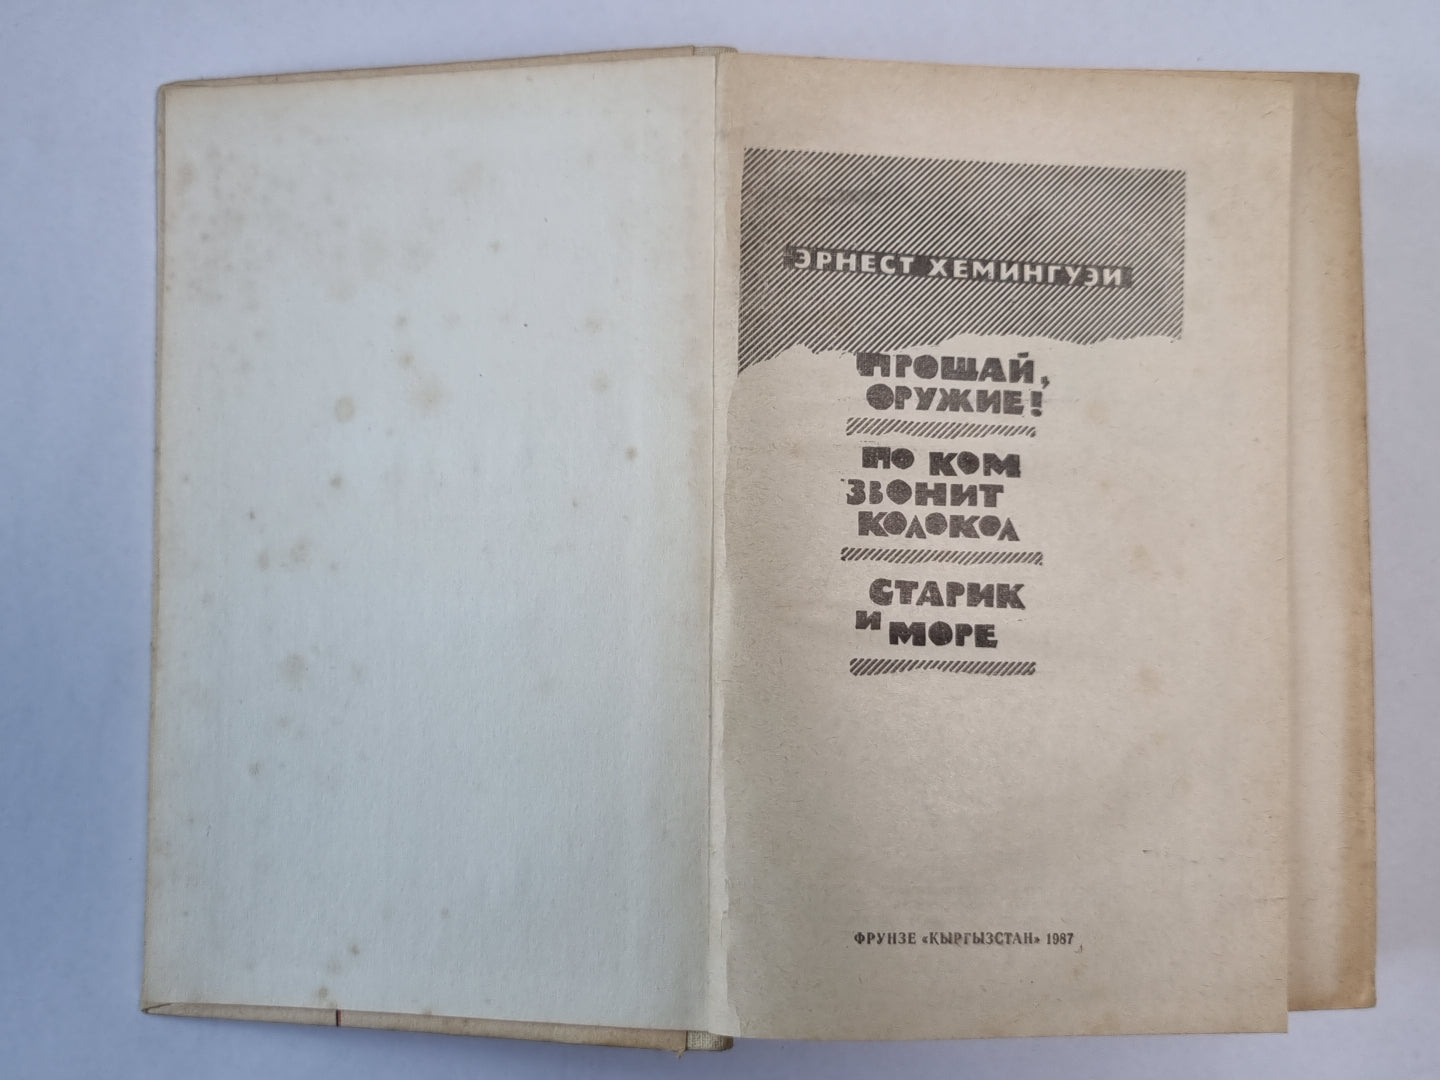 ЭРНЕСТ ХЕМИНГУЭЙ
ПРОЩАЙ,
ОРУЖИЕ!
ПО КОМ
ЗВОНИТ
КОЛОКОЛ
СТАРИК
И
МОРЕ
ФРУНЗЕ «КЫРГЫЗСТАН» 1987